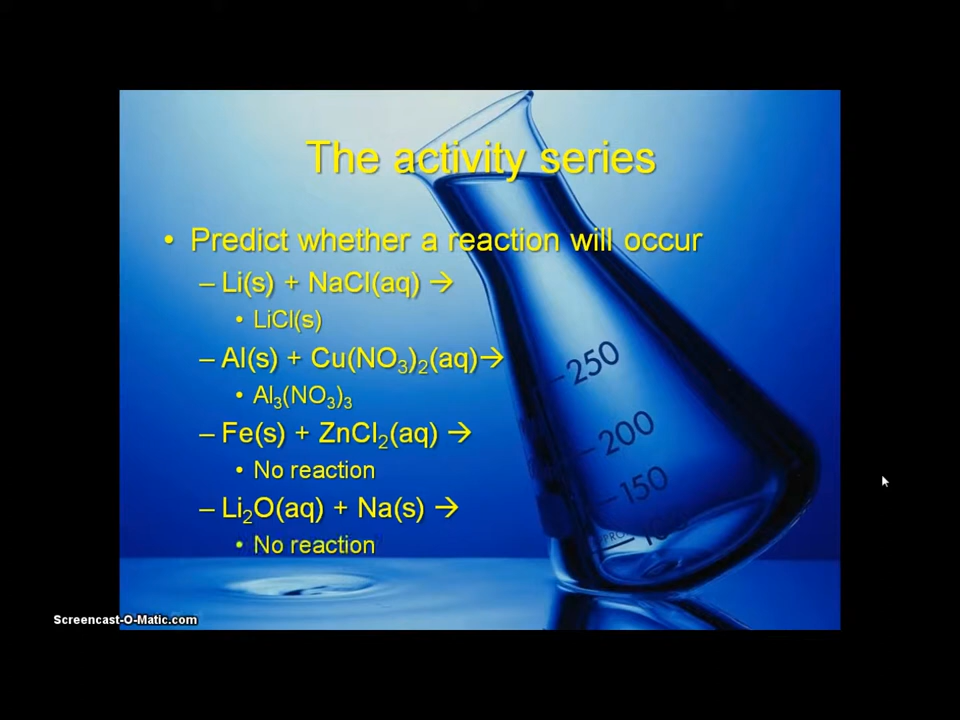 The activity series
• Predict whether a reaction will occur
– Li(s) + NaCl(aq) →
• LiCl(s)
– Al(s) + Cu(NO₃)₂(aq)→
• Al₃(NO₃)₃
– Fe(s) + ZnCl₂(aq) →
• No reaction
– Li₂O(aq) + Na(s) →
• No reaction
250
200
150
Screencast-O-Matic.com